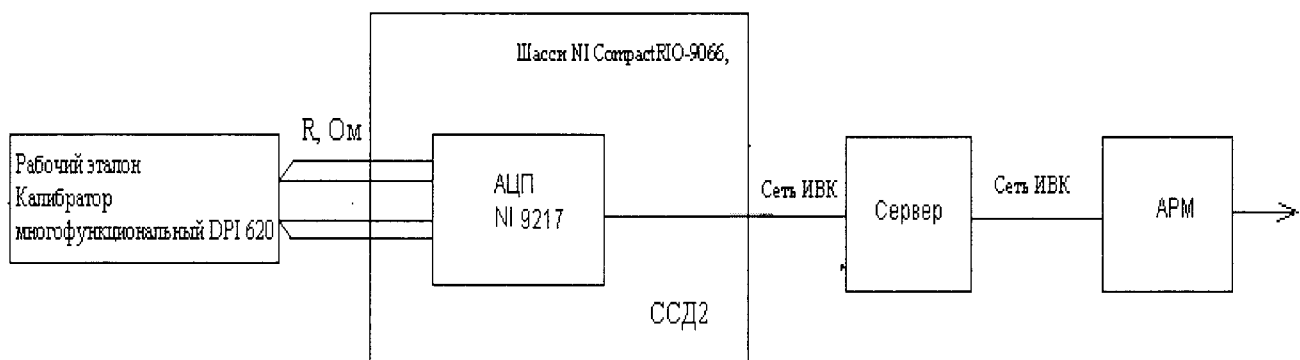 Шасси NI CompactRIO-9066,
R, Ом
Рабочий эталон
Калибратор
многофункциональный DPI 620
АЦП
NI 9217
Сеть ИВК
Сервер
Сеть ИВК
АРМ
ССД2